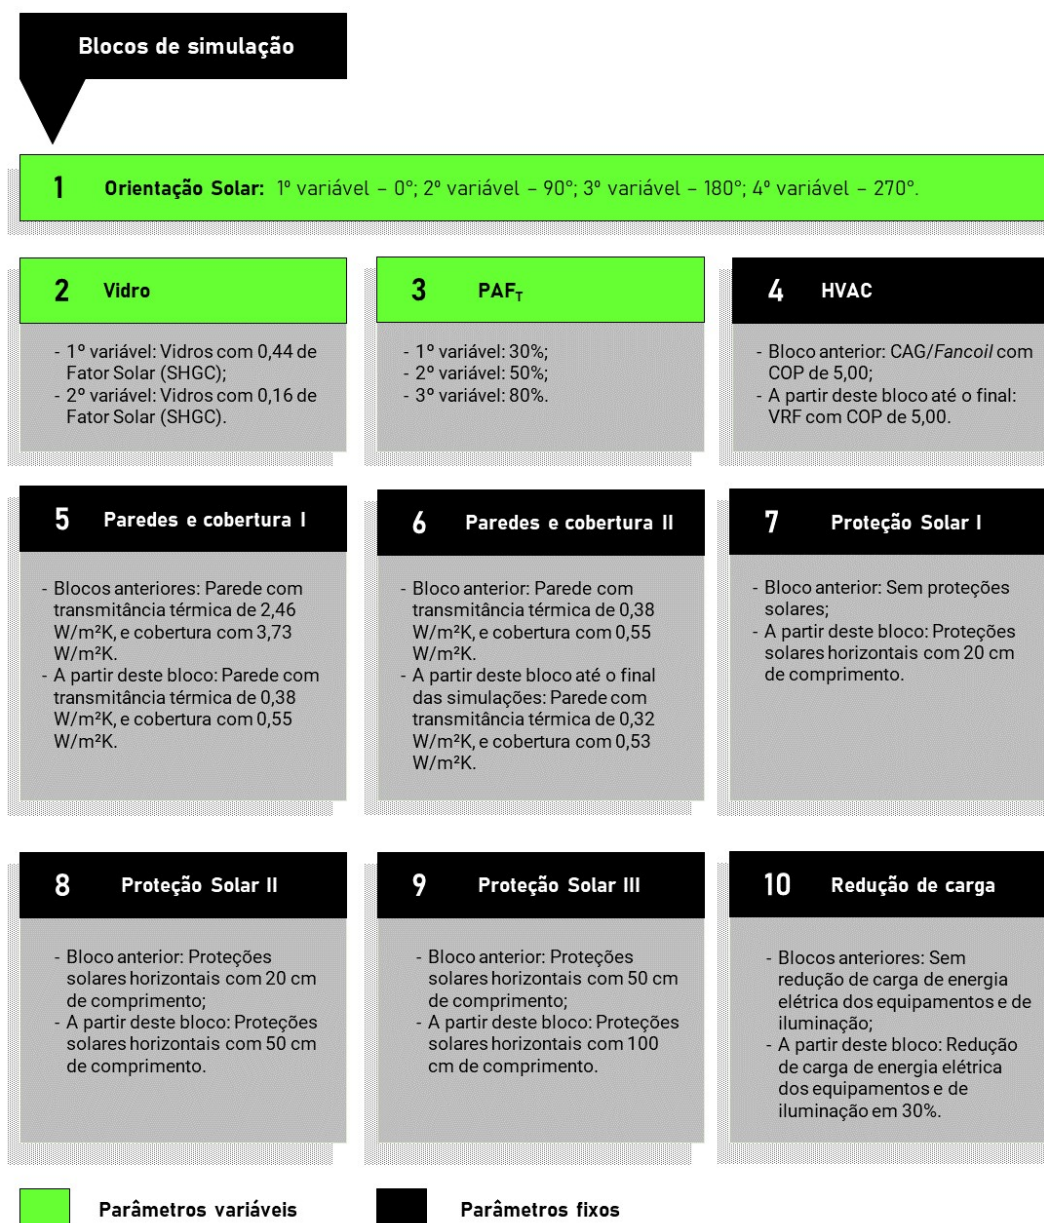 Blocos de simulação
1 Orientação Solar: 1º variável – 0°; 2º variável – 90°; 3º variável – 180°; 4º variável – 270°.
2 Vidro
- 1º variável: Vidros com 0,44 de
Fator Solar (SHGC);
- 2º variável: Vidros com 0,16 de
Fator Solar (SHGC).
3 PAFT
- 1º variável: 30%;
- 2º variável: 50%;
- 3º variável: 80%.
4 HVAC
- Bloco anterior: CAG/Fancoil com
COP de 5,00;
- A partir deste bloco até o final:
VRF com COP de 5,00.
5 Paredes e cobertura I
- Blocos anteriores: Parede com
transmitância térmica de 2,46
W/m²K, e cobertura com 3,73
W/m²K.
- A partir deste bloco: Parede com
transmitância térmica de 0,38
W/m²K, e cobertura com 0,55
W/m²K.
6 Paredes e cobertura II
- Bloco anterior: Parede com
transmitância térmica de 0,38
W/m²K, e cobertura com 0,55
W/m²K.
- A partir deste bloco até o final
das simulações: Parede com
transmitância térmica de 0,32
W/m²K, e cobertura com 0,53
W/m²K.
7 Proteção Solar I
- Bloco anterior: Sem proteções
solares;
- A partir deste bloco: Proteções
solares horizontais com 20 cm
de comprimento.
8 Proteção Solar II
- Bloco anterior: Proteções
solares horizontais com 20 cm
de comprimento;
- A partir deste bloco: Proteções
solares horizontais com 50 cm
de comprimento.
9 Proteção Solar III
- Bloco anterior: Proteções
solares horizontais com 50 cm
de comprimento;
- A partir deste bloco: Proteções
solares horizontais com 100
cm de comprimento.
10 Redução de carga
- Blocos anteriores: Sem
redução de carga de energia
elétrica dos equipamentos e de
iluminação;
- A partir deste bloco: Redução
de carga de energia elétrica
dos equipamentos e de
iluminação em 30%.
Parâmetros variáveis
Parâmetros fixos